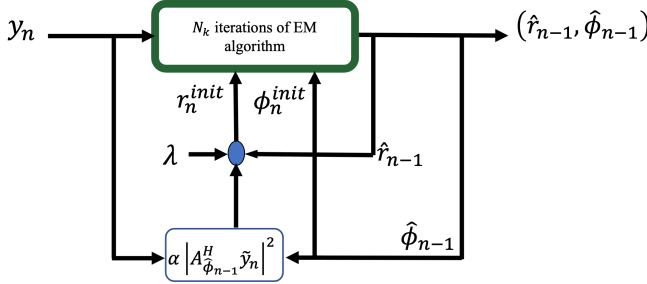 y_n
N_k iterations of EM
algorithm
(r̂_{n-1}, ϕ̂_{n-1})
r_n^{init}
ϕ_n^{init}
λ
r̂_{n-1}
ϕ̂_{n-1}
α |A^H_{ϕ̂_{n-1}} ỹ_n|^2